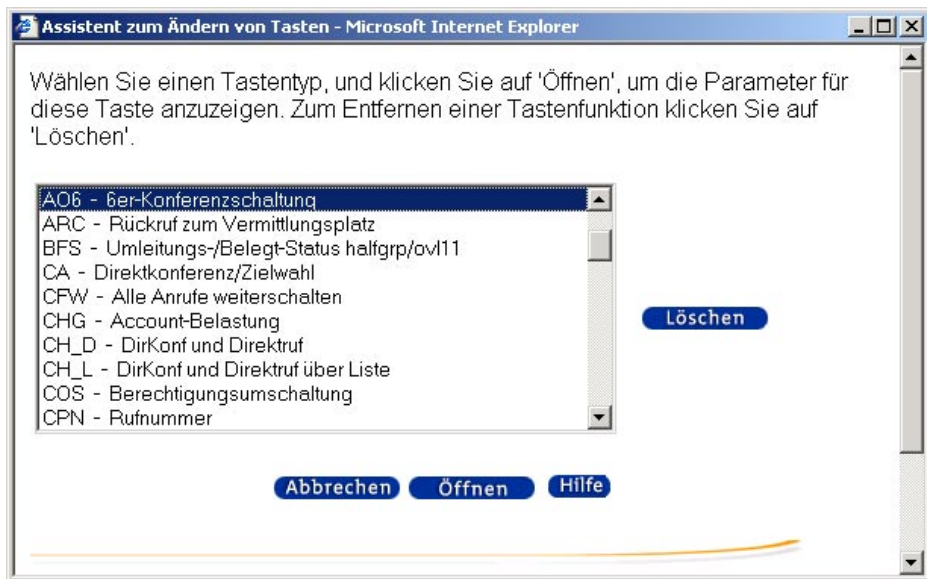 Assistent zum Ändern von Tasten - Microsoft Internet Explorer
Wählen Sie einen Tastentyp, und klicken Sie auf 'Öffnen', um die Parameter für
diese Taste anzuzeigen. Zum Entfernen einer Tastenfunktion klicken Sie auf
'Löschen'.
AO6 - 6er-Konferenzschaltung
ARC - Rückruf zum Vermittlungsplatz
BFS - Umleitungs-/Belegt-Status halfgrp/ovl11
CA - Direktkonferenz/Zielwahl
CFW - Alle Anrufe weiterschalten
CHG - Account-Belastung
CH_D - DirKonf und Direktruf
CH_L - DirKonf und Direktruf über Liste
COS - Berechtigungsumschaltung
CPN - Rufnummer
Löschen
Abbrechen Öffnen Hilfe